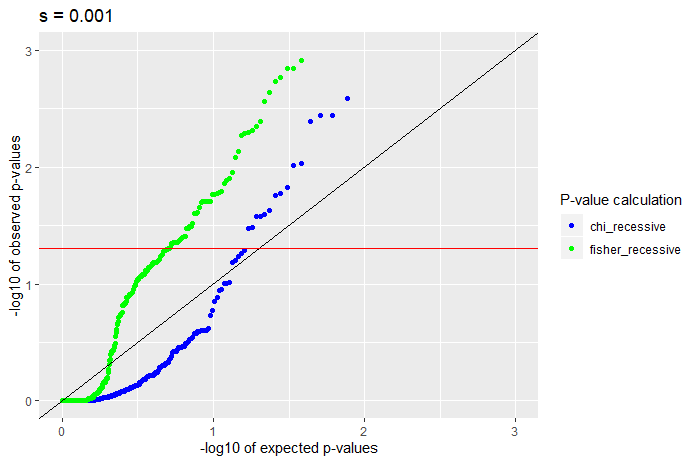 s = 0.001
3
2
1
0
-log10 of observed p-values
0
1
2
3
-log10 of expected p-values
P-value calculation
chi_recessive
fisher_recessive